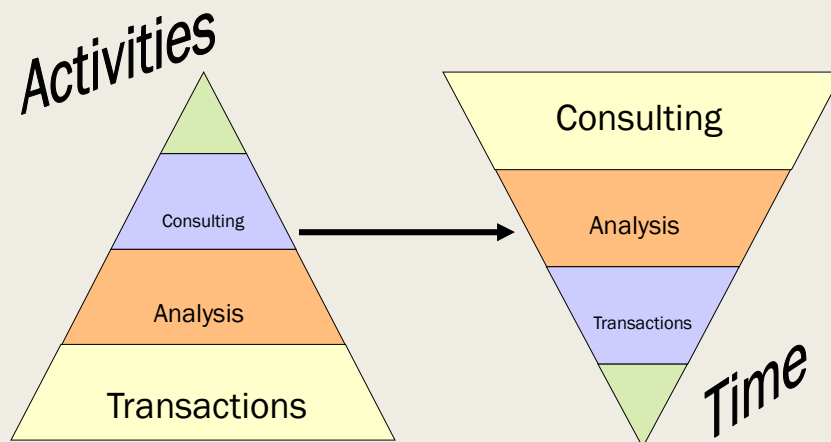 Activities
Consulting
Analysis
Transactions
Consulting
Analysis
Transactions
Time